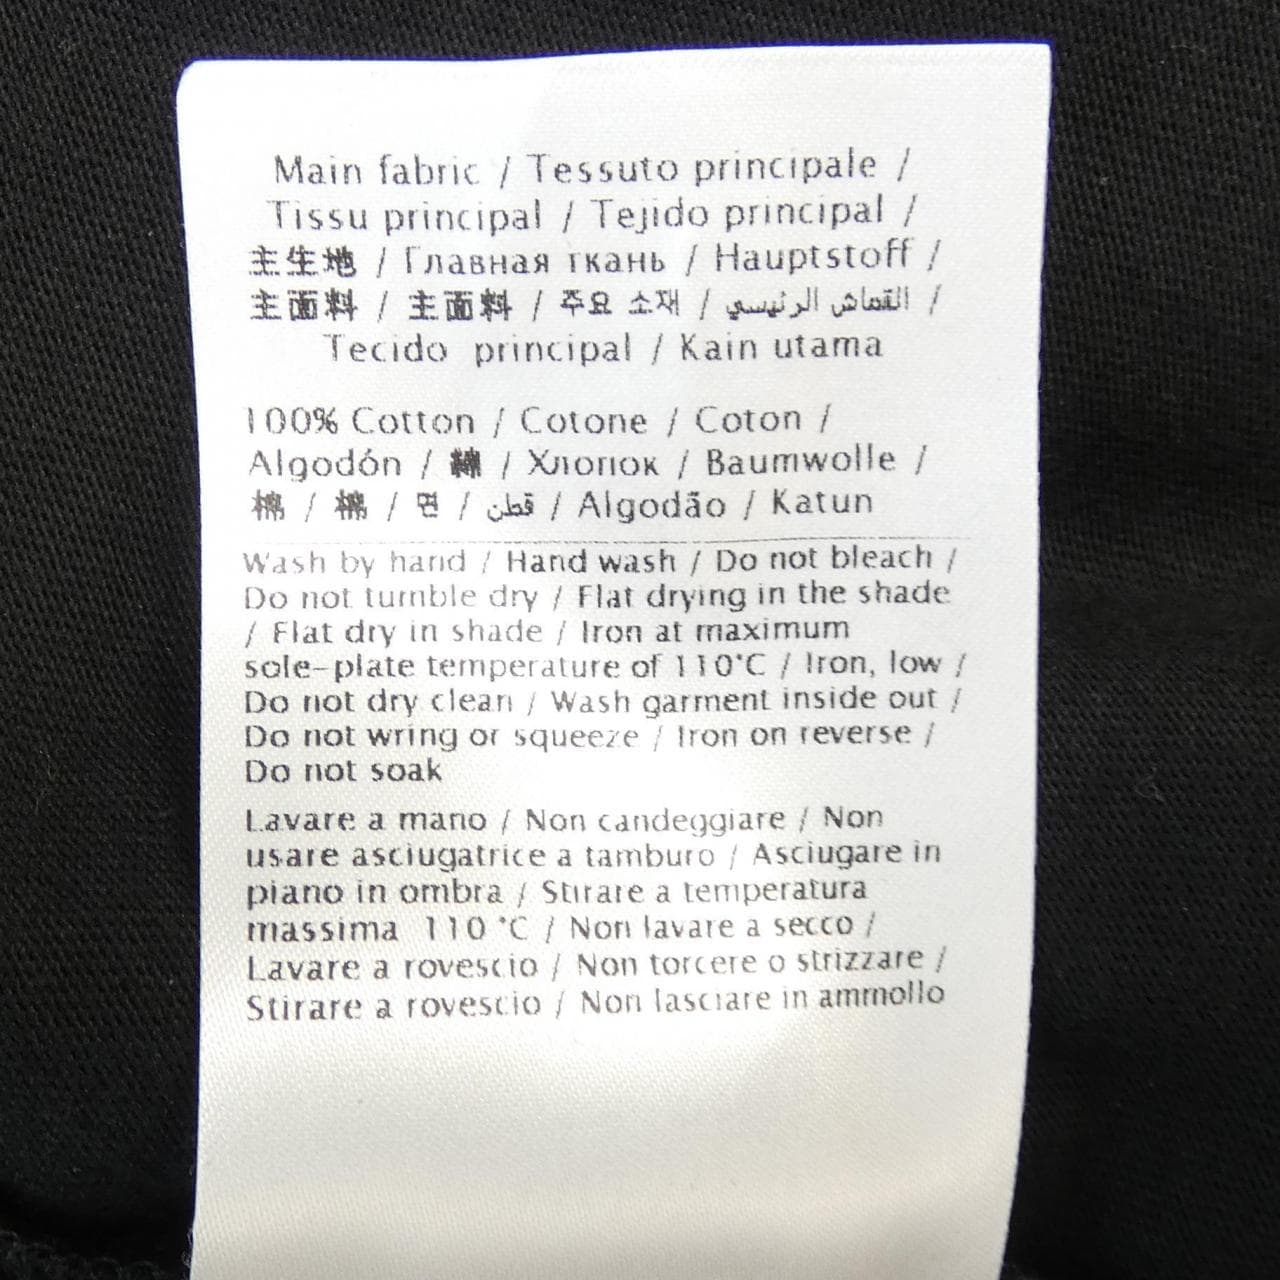 Main fabric / Tessuto principale /
Tissu principal / Tejido principal /
主生地 / Главная ткань / Hauptstoff /
主面料 / 主面料 / 주요 소재 / القماش الرئيسي /
Tecido principal / Kain utama
100% Cotton / Cotone / Coton /
Algodón / 綿 / Хлопок / Baumwolle /
棉 / 棉 / 면 / قطن / Algodão / Katun
Wash by hand / Hand wash / Do not bleach /
Do not tumble dry / Flat drying in the shade
/ Flat dry in shade / Iron at maximum
sole-plate temperature of 110°C / Iron, low /
Do not dry clean / Wash garment inside out /
Do not wring or squeeze / Iron on reverse /
Do not soak
Lavare a mano / Non candeggiare / Non
usare asciugatrice a tamburo / Asciugare in
piano in ombra / Stirare a temperatura
massima 110 °C / Non lavare a secco /
Lavare a rovescio / Non torcere o strizzare /
Stirare a rovescio / Non lasciare in ammollo